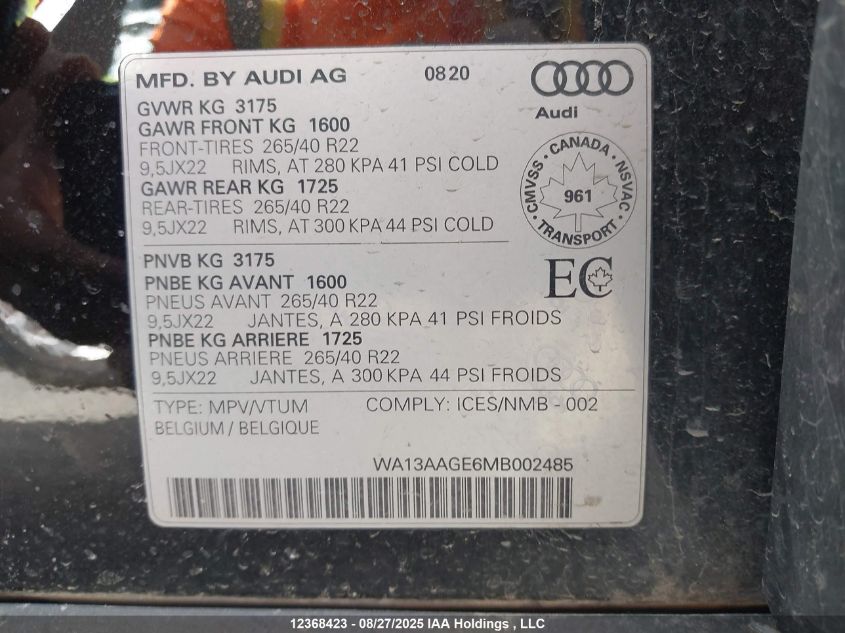 MFD. BY AUDI AG 0820
Audi
GVWR KG 3175
GAWR FRONT KG 1600
FRONT-TIRES 265/40 R22
9,5JX22 RIMS, AT 280 KPA 41 PSI COLD
GAWR REAR KG 1725
REAR-TIRES 265/40 R22
9,5JX22 RIMS, AT 300 KPA 44 PSI COLD
CMVSS · CANADA · NSVAC
961
· TRANSPORT ·
PNVB KG 3175
PNBE KG AVANT 1600
PNEUS AVANT 265/40 R22
9,5JX22 JANTES, A 280 KPA 41 PSI FROIDS
PNBE KG ARRIERE 1725
PNEUS ARRIERE 265/40 R22
9,5JX22 JANTES, A 300 KPA 44 PSI FROIDS
EC
TYPE: MPV/VTUM COMPLY: ICES/NMB - 002
BELGIUM / BELGIQUE
WA13AAGE6MB002485
12368423 - 08/27/2025 IAA Holdings , LLC